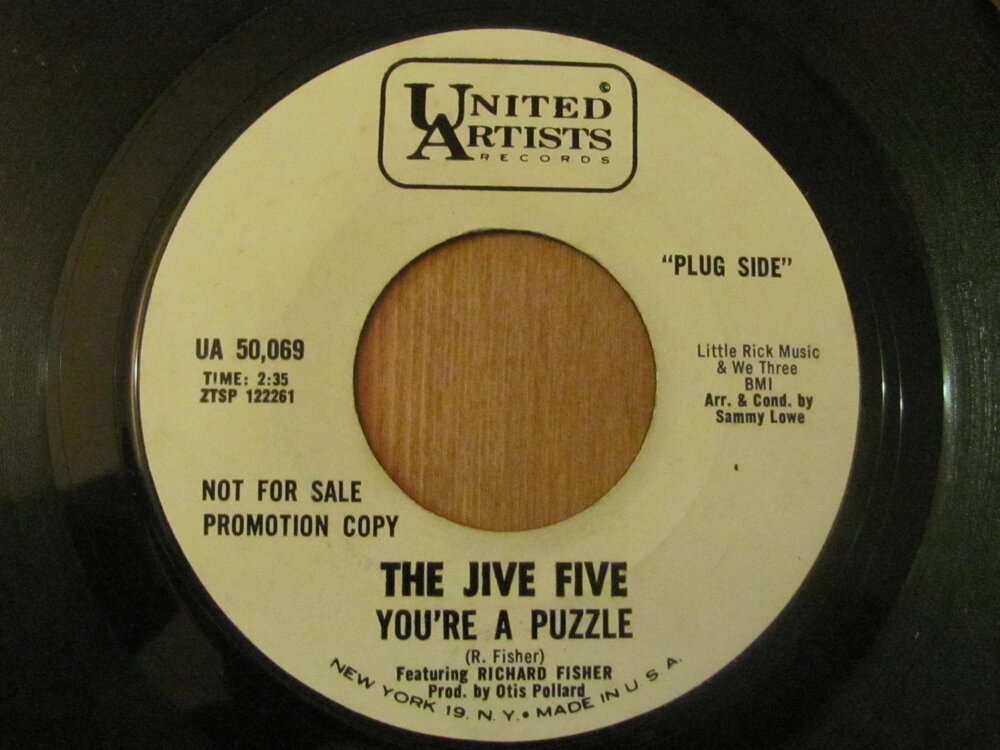 UNITED
ARTISTS
RECORDS
©
"PLUG SIDE"
UA 50,069
TIME: 2:35
ZTSP 122261
Little Rick Music
& We Three
BMI
Arr. & Cond. by
Sammy Lowe
NOT FOR SALE
PROMOTION COPY
THE JIVE FIVE
YOU'RE A PUZZLE
(R. Fisher)
Featuring RICHARD FISHER
Prod. by Otis Pollard
NEW YORK 19, N. Y. • MADE IN U S. A.